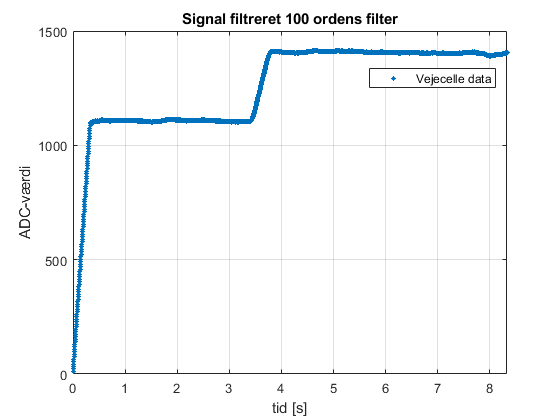 Signal filtreret 100 ordens filter
1500
1000
500
0
ADC-værdi
Vejecelle data
0 1 2 3 4 5 6 7 8
tid [s]